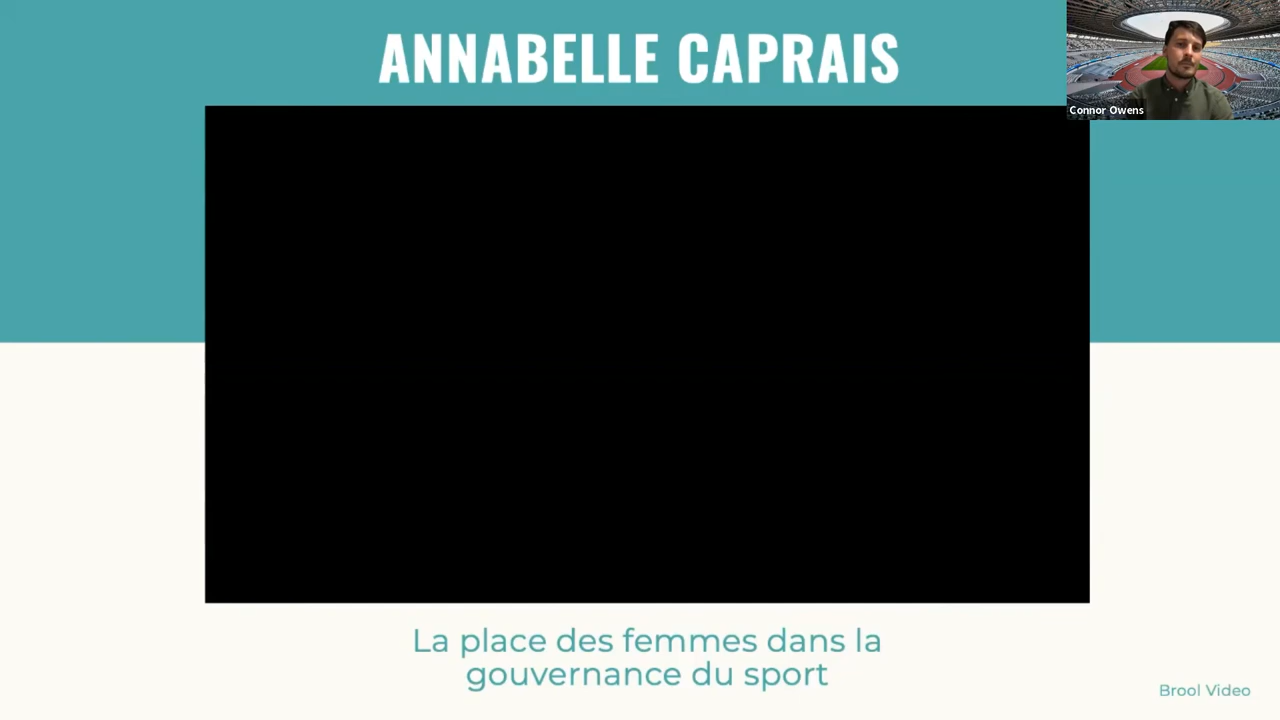 ANNABELLE CAPRAIS
Connor Owens
La place des femmes dans la
gouvernance du sport
Brool Video